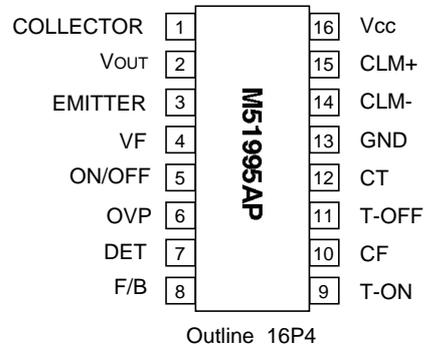 COLLECTOR 1 16 Vcc
VOUT 2 15 CLM+
EMITTER 3 14 CLM-
VF 4 13 GND
ON/OFF 5 12 CT
OVP 6 11 T-OFF
DET 7 10 CF
F/B 8 9 T-ON
M51995AP
Outline 16P4